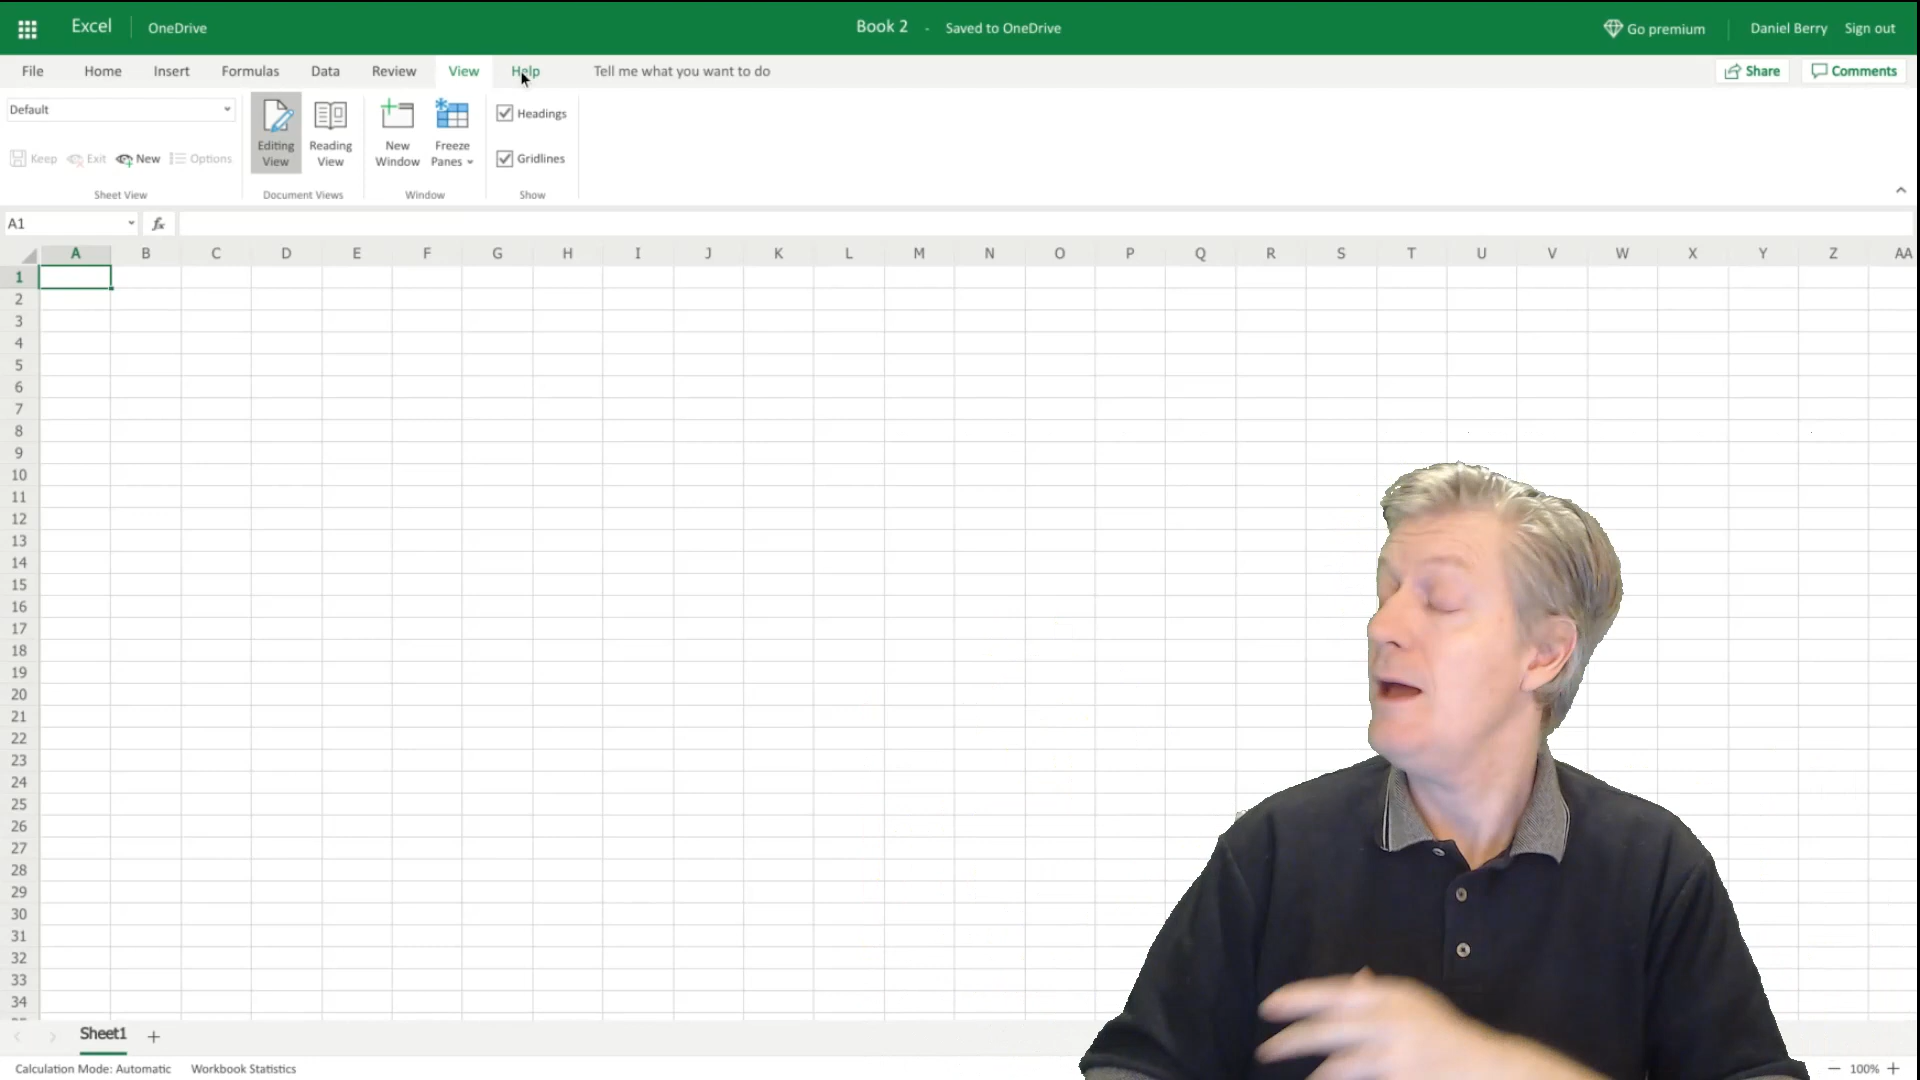 Excel OneDrive Book 2 - Saved to OneDrive Go premium Daniel Berry Sign out
File Home Insert Formulas Data Review View Help Tell me what you want to do Share Comments
Default
Keep Exit New Options
Sheet View
Editing View
Reading View
Document Views
New Window
Freeze Panes
Window
Headings
Gridlines
Show
A1 fx
A B C D E F G H I J K L M N O P Q R S T U V W X Y Z AA
1
2
3
4
5
6
7
8
9
10
11
12
13
14
15
16
17
18
19
20
21
22
23
24
25
26
27
28
29
30
31
32
33
34
Sheet1
Calculation Mode: Automatic Workbook Statistics 100%